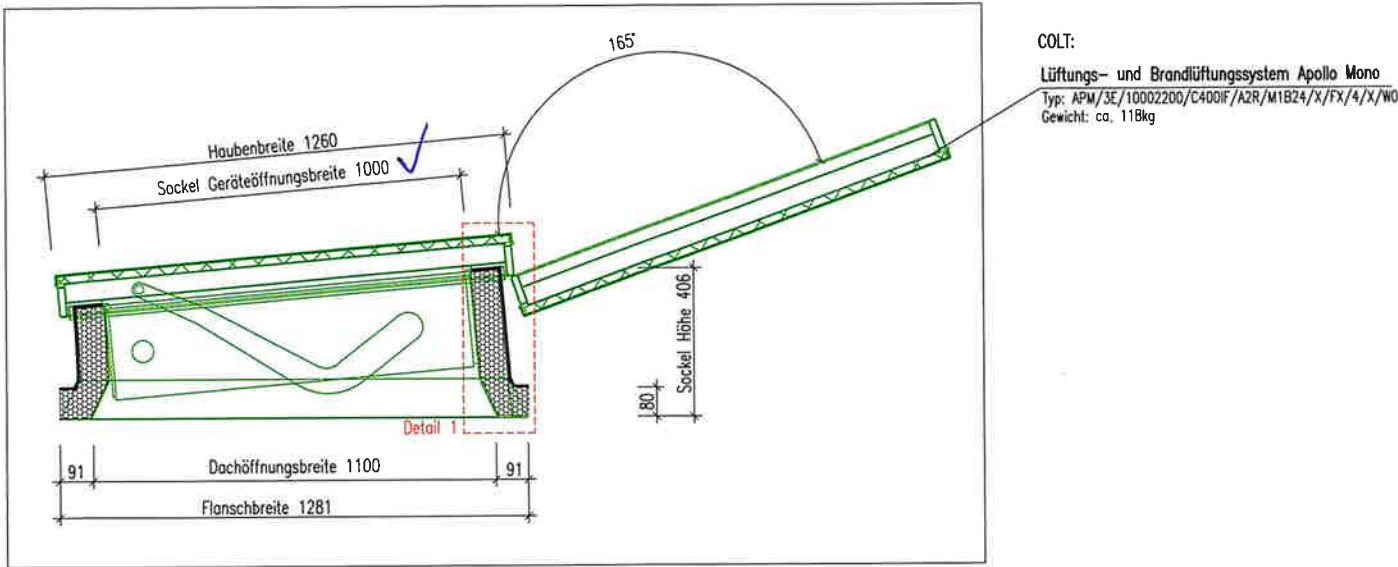 165°
COLT:
Lüftungs- und Brandlüftungssystem Apollo Mono
Typ: APM/3E/10002200/C400IF/A2R/M1B24/X/FX/4/X/W0
Gewicht: ca. 118kg
Haubenbreite 1260
Sockel Geräteöffnungsbreite 1000
Sockel Höhe 406
80
Detail 1
91
Dachöffnungsbreite 1100
91
Flanschbreite 1281